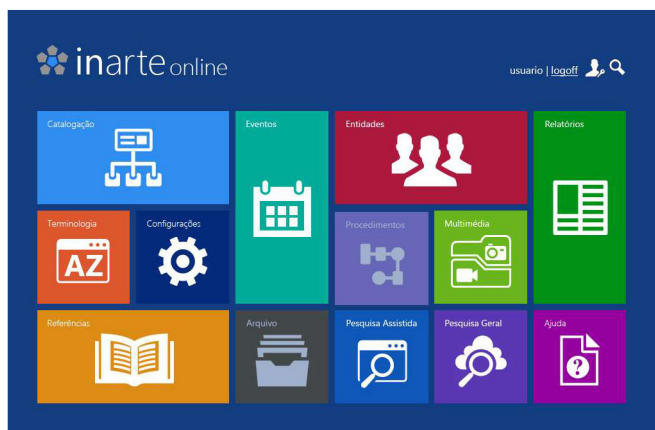 inarte online
usuario | logoff
Catalogação
Eventos
Entidades
Relatórios
Terminologia
AZ
Configurações
Procedimentos
Multimédia
Referências
Arquivo
Pesquisa Assistida
Pesquisa Geral
Ajuda
?